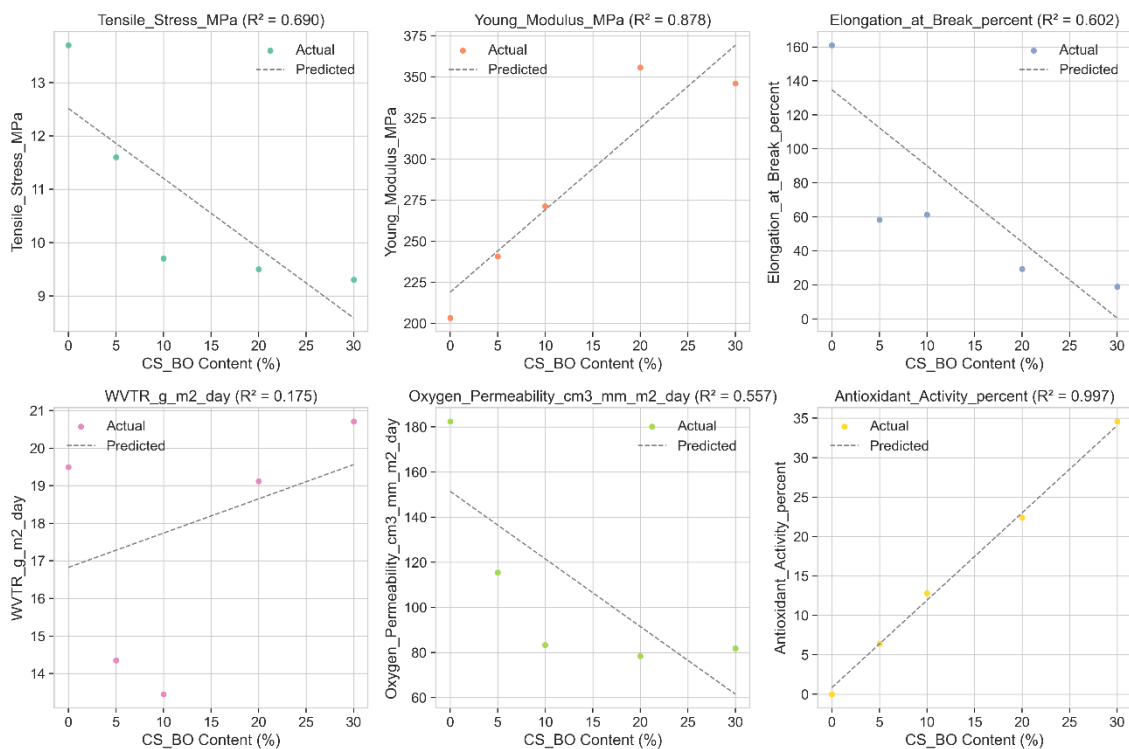 Tensile_Stress_MPa (R² = 0.690)
Actual
Predicted
13
12
11
10
9
Tensile_Stress_MPa
0 5 10 15 20 25 30
CS_BO Content (%)
Young_Modulus_MPa (R² = 0.878)
Actual
Predicted
375
350
325
300
275
250
225
200
Young_Modulus_MPa
0 5 10 15 20 25 30
CS_BO Content (%)
Elongation_at_Break_percent (R² = 0.602)
Actual
Predicted
160
140
120
100
80
60
40
20
0
Elongation_at_Break_percent
0 5 10 15 20 25 30
CS_BO Content (%)
WVTR_g_m2_day (R² = 0.175)
Actual
Predicted
21
20
19
18
17
16
15
14
WVTR_g_m2_day
0 5 10 15 20 25 30
CS_BO Content (%)
Oxygen_Permeability_cm3_mm_m2_day (R² = 0.557)
Actual
Predicted
180
160
140
120
100
80
60
Oxygen_Permeability_cm3_mm_m2_day
0 5 10 15 20 25 30
CS_BO Content (%)
Antioxidant_Activity_percent (R² = 0.997)
Actual
Predicted
35
30
25
20
15
10
5
0
Antioxidant_Activity_percent
0 5 10 15 20 25 30
CS_BO Content (%)